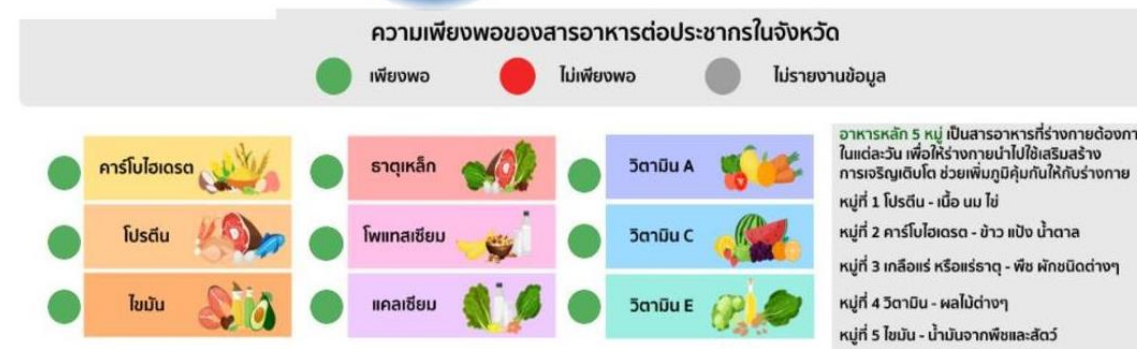 ความเพียงพอของสารอาหารต่อประชากรในจังหวัด
เพียงพอ ไม่เพียงพอ ไม่รายงานข้อมูล
คาร์โบไฮเดรต ธาตุเหล็ก วิตามิน A
โปรตีน โพแทสเซียม วิตามิน C
ไขมัน แคลเซียม วิตามิน E
อาหารหลัก 5 หมู่ เป็นสารอาหารที่ร่างกายต้องกา
ในแต่ละวัน เพื่อให้ร่างกายนำไปใช้เสริมสร้าง
การเจริญเติบโต ช่วยเพิ่มภูมิคุ้มกันให้กับร่างกาย
หมู่ที่ 1 โปรตีน - เนื้อ นม ไข่
หมู่ที่ 2 คาร์โบไฮเดรต - ข้าว แป้ง น้ำตาล
หมู่ที่ 3 เกลือแร่ หรือแร่ธาตุ - พืช ผักชนิดต่างๆ
หมู่ที่ 4 วิตามิน - ผลไม้ต่างๆ
หมู่ที่ 5 ไขมัน - น้ำมันจากพืชและสัตว์